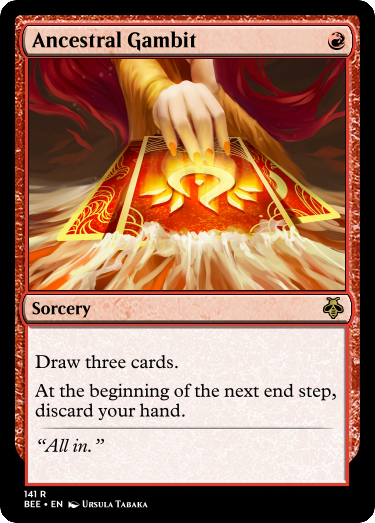 Ancestral Gambit
Sorcery
Draw three cards.
At the beginning of the next end step,
discard your hand.
“All in.”
141 R
BEE • EN Ursula Tabaka